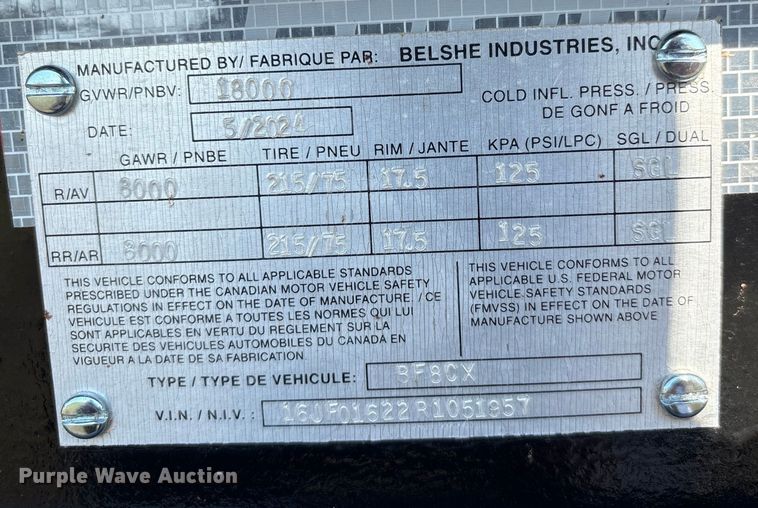 MANUFACTURED BY/ FABRIQUE PAR: BELSHE INDUSTRIES, INC
GVWR/PNBV: 18000
COLD INFL. PRESS. / PRESS.
DE GONF A FROID
DATE: 5/2024
GAWR / PNBE TIRE / PNEU RIM / JANTE KPA (PSI/LPC) SGL / DUAL
R/AV 8000 215/75 17.5 125 SGL
RR/AR 8000 215/75 17.5 125 SGL
THIS VEHICLE CONFORMS TO ALL APPLICABLE STANDARDS
PRESCRIBED UNDER THE CANADIAN MOTOR VEHICLE SAFETY
REGULATIONS IN EFFECT ON THE DATE OF MANUFACTURE / CE
VEHICULE EST CONFORME A TOUTES LES NORMES QUI LUI
SONT APPLICABLES EN VERTU DU REGLEMENT SUR LA
SECURITE DES VEHICULES AUTOMOBILES DU CANADA EN
VIGUEUR A LA DATE DE SA FABRICATION.
THIS VEHICLE CONFORMS TO ALL
APPLICABLE U.S. FEDERAL MOTOR
VEHICLE SAFETY STANDARDS
(FMVSS) IN EFFECT ON THE DATE OF
MANUFACTURE SHOWN ABOVE
TYPE / TYPE DE VEHICULE:
V.I.N. / N.I.V. : 16JF01622R1051957
Purple Wave Auction